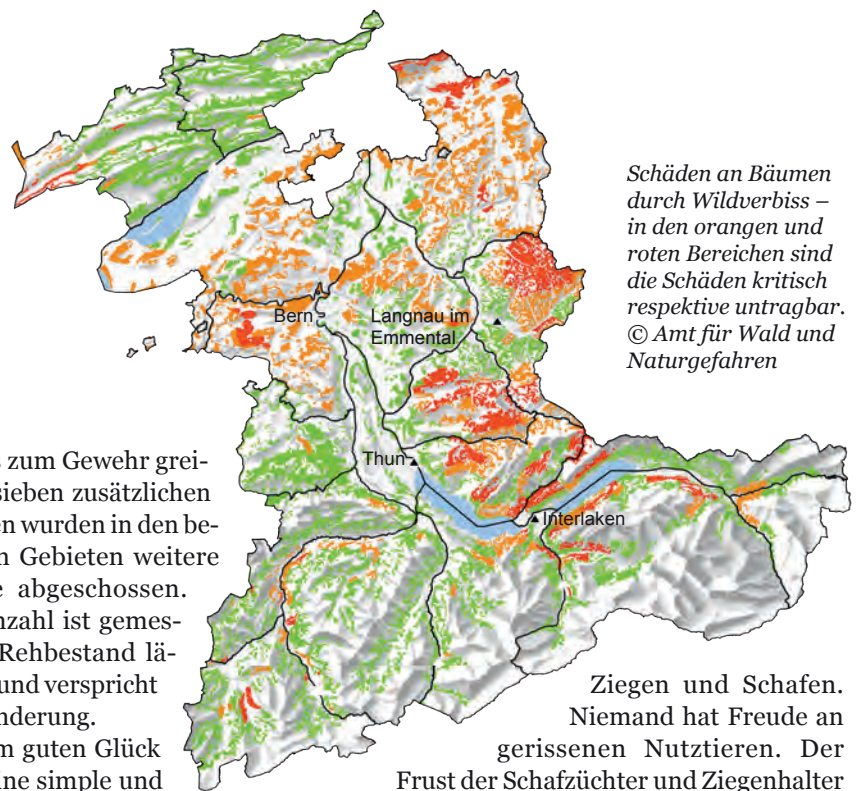 Schäden an Bäumen
durch Wildverbiss –
in den orangen und
roten Bereichen sind
die Schäden kritisch
respektive untragbar.
© Amt für Wald und
Naturgefahren
Bern
Langnau im
Emmental
Thun
Interlaken
zum Gewehr grei-
sieben zusätzlichen
en wurden in den be-
n Gebieten weitere
e abgeschossen.
nzahl ist gemes-
Rehbestand lä-
und verspricht
nderung.
m guten Glück
ine simple und
Ziegen und Schafen.
Niemand hat Freude an
gerissenen Nutztieren. Der
Frust der Schafzüchter und Ziegenhalter